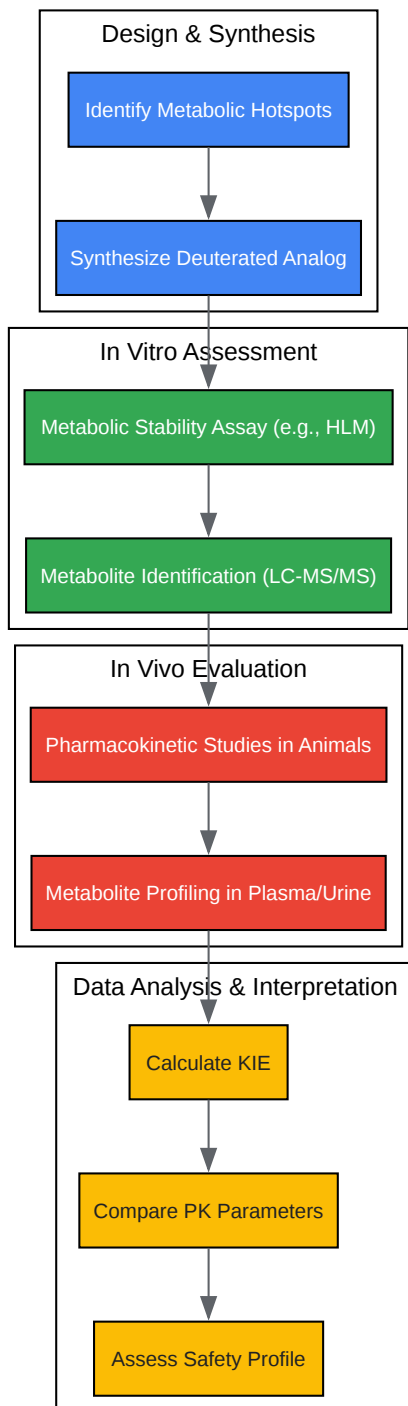 Design & Synthesis
Identify Metabolic Hotspots
Synthesize Deuterated Analog
In Vitro Assessment
Metabolic Stability Assay (e.g., HLM)
Metabolite Identification (LC-MS/MS)
In Vivo Evaluation
Pharmacokinetic Studies in Animals
Metabolite Profiling in Plasma/Urine
Data Analysis & Interpretation
Calculate KIE
Compare PK Parameters
Assess Safety Profile